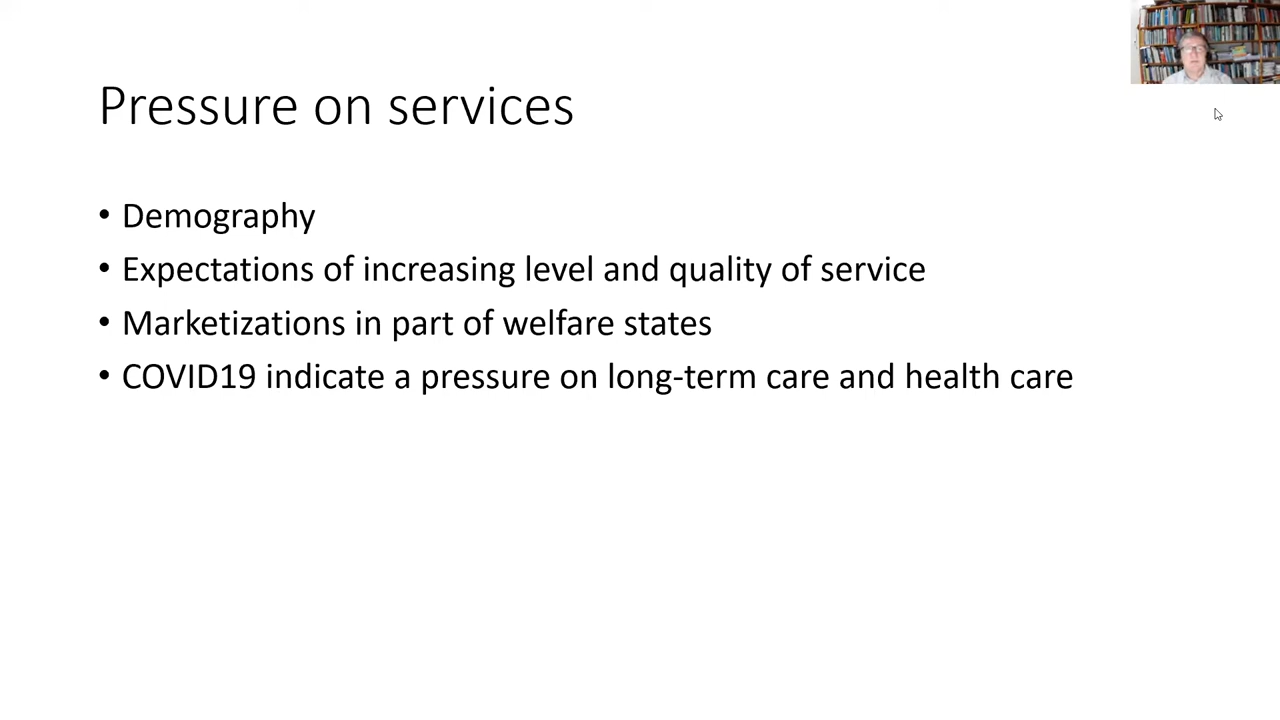 Pressure on services
• Demography
• Expectations of increasing level and quality of service
• Marketizations in part of welfare states
• COVID19 indicate a pressure on long-term care and health care